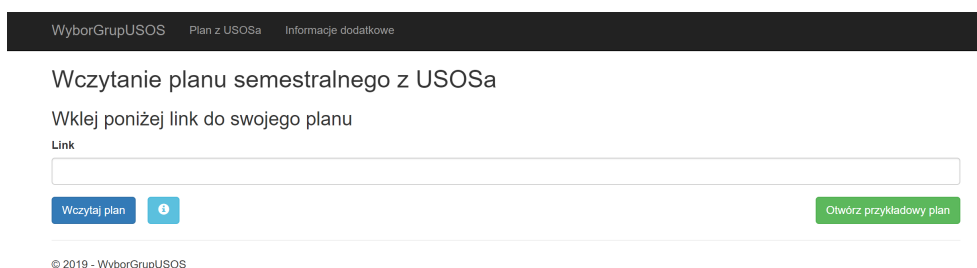 WyborGrupUSOS Plan z USOSa Informacje dodatkowe
Wczytanie planu semestralnego z USOSa
Wklej poniżej link do swojego planu
Link
Wczytaj plan Otwórz przykładowy plan
© 2019 - WyborGrupUSOS